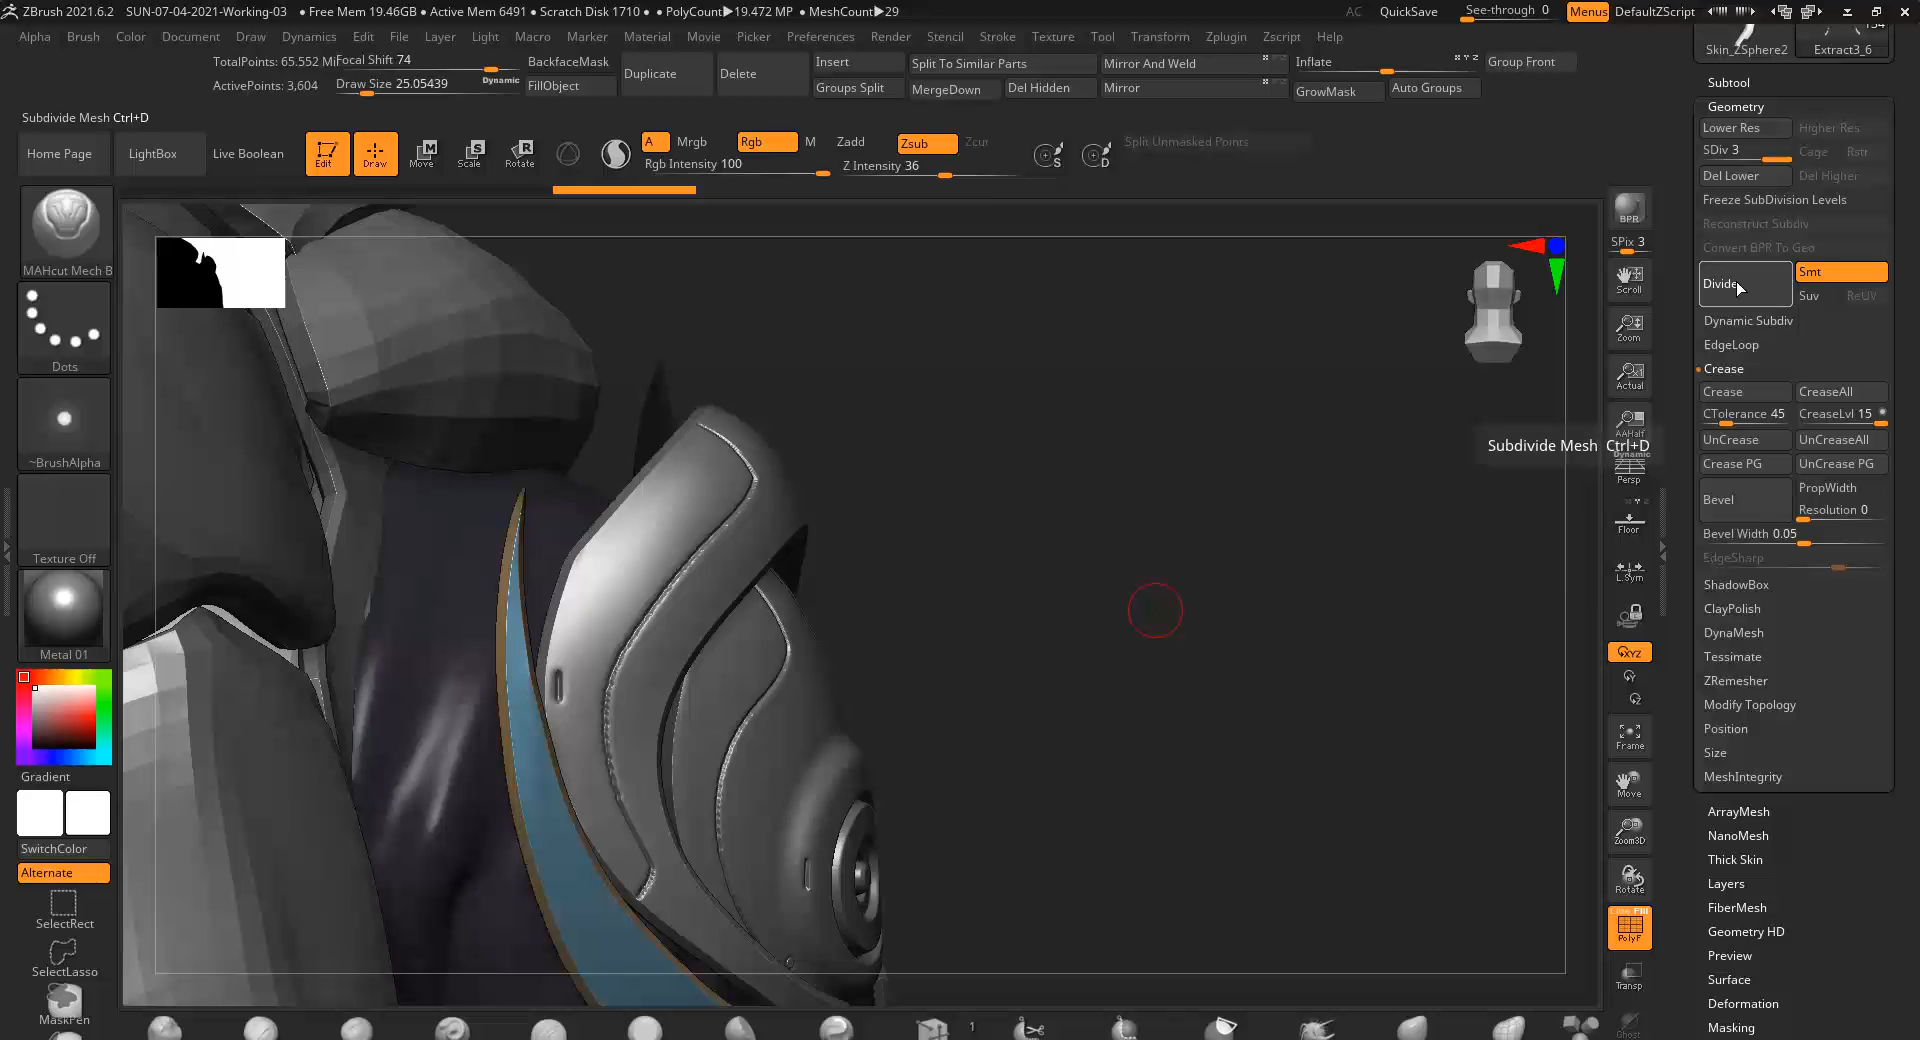 ZBrush 2021.6.2 SUN-07-04-2021-Working-03 • Free Mem 19.46GB • Active Mem 6491 • Scratch Disk 1710 • • PolyCount▶19.472 MP • MeshCount▶29 AC QuickSave See-through 0 Menus DefaultZScript
Alpha Brush Color Document Draw Dynamics Edit File Layer Light Macro Marker Material Movie Picker Preferences Render Stencil Stroke Texture Tool Transform Zplugin Zscript Help
TotalPoints: 65.552 Mi Focal Shift 74 BackfaceMask Duplicate Delete Insert Split To Similar Parts Mirror And Weld Inflate Group Front
ActivePoints: 3,604 Draw Size 25.05439 Dynamic FillObject Groups Split MergeDown Del Hidden Mirror GrowMask Auto Groups
Subdivide Mesh Ctrl+D
Home Page LightBox Live Boolean Edit Draw Move Scale Rotate A Mrgb Rgb M Zadd Zsub Zcut Split Unmasked Points
Rgb Intensity 100 Z Intensity 36
MAHcut Mech B
Dots
~BrushAlpha
Texture Off
Metal 01
Gradient
SwitchColor
Alternate
SelectRect
SelectLasso
MaskPen
Subdivide Mesh Ctrl+D
1
BPR
SPix 3
Scroll
Zoom
Actual
AAHalf
Dynamic
Persp
Floor
L.Sym
XYZ
Y
Z
Frame
Move
Zoom3D
Rotate
Line Fill
PolyF
Transp
Ghost
Skin_ZSphere2 Extract3_6
Subtool
Geometry
Lower Res Higher Res
SDiv 3 Cage Rstr
Del Lower Del Higher
Freeze SubDivision Levels
Reconstruct Subdiv
Convert BPR To Geo
Divide Smt
Suv ReUV
Dynamic Subdiv
EdgeLoop
Crease
Crease CreaseAll
CTolerance 45 CreaseLvl 15
UnCrease UnCreaseAll
Crease PG UnCrease PG
Bevel PropWidth
Resolution 0
Bevel Width 0.05
EdgeSharp
ShadowBox
ClayPolish
DynaMesh
Tessimate
ZRemesher
Modify Topology
Position
Size
MeshIntegrity
ArrayMesh
NanoMesh
Thick Skin
Layers
FiberMesh
Geometry HD
Preview
Surface
Deformation
Masking